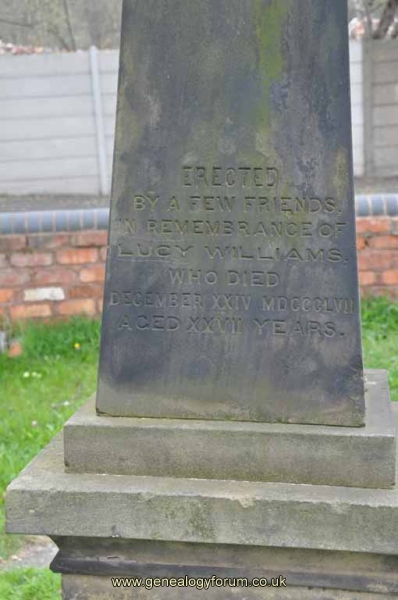 ERECTED
BY A FEW FRIENDS.
IN REMEMBRANCE OF
LUCY WILLIAMS.
WHO DIED
DECEMBER XXIV MDCCCLVII
AGED XXVII YEARS.
www.genealogyforum.co.uk